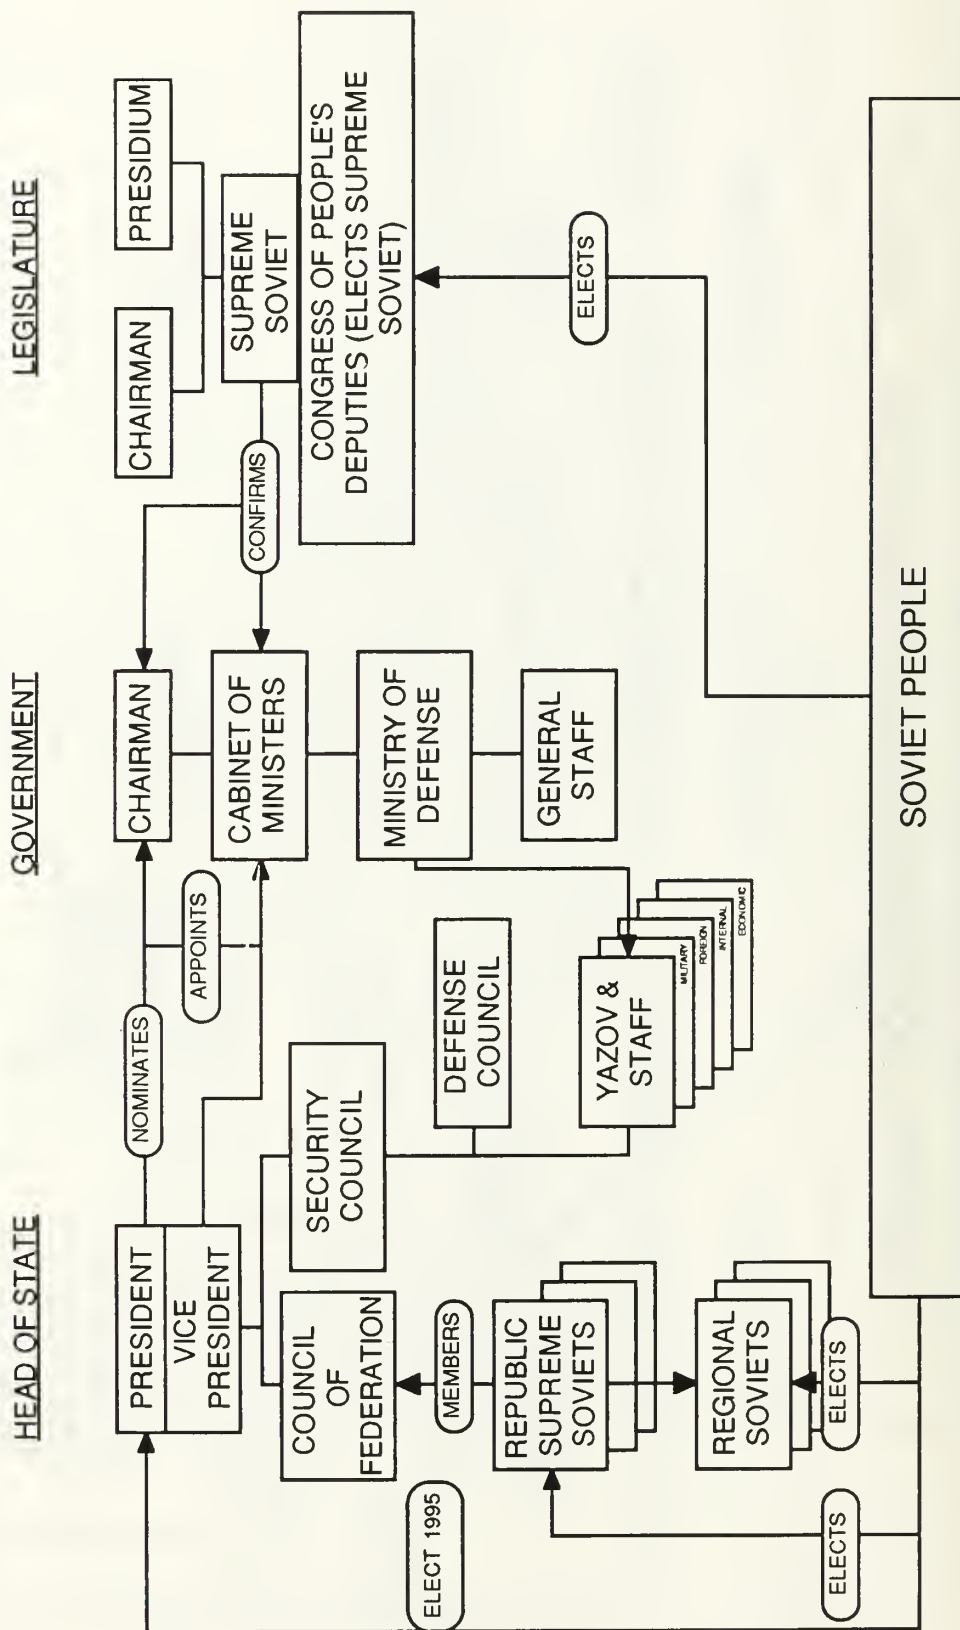 HEAD OF STATE
GOVERNMENT
LEGISLATURE
PRESIDENT
VICE
PRESIDENT
NOMINATES
APPOINTS
CHAIRMAN
CONFIRMS
CHAIRMAN
PRESIDIUM
COUNCIL
OF
FEDERATION
SECURITY
COUNCIL
CABINET OF
MINISTERS
SUPREME
SOVIET
CONGRESS OF PEOPLE'S
DEPUTIES (ELECTS SUPREME
SOVIET)
ELECT 1995
MEMBERS
DEFENSE
COUNCIL
MINISTRY OF
DEFENSE
REPUBLIC
SUPREME
SOVIETS
YAZOV &
STAFF
MILITARY
FOREIGN
INTERNAL
ECONOMIC
GENERAL
STAFF
ELECTS
REGIONAL
SOVIETS
ELECTS
ELECTS
SOVIET PEOPLE